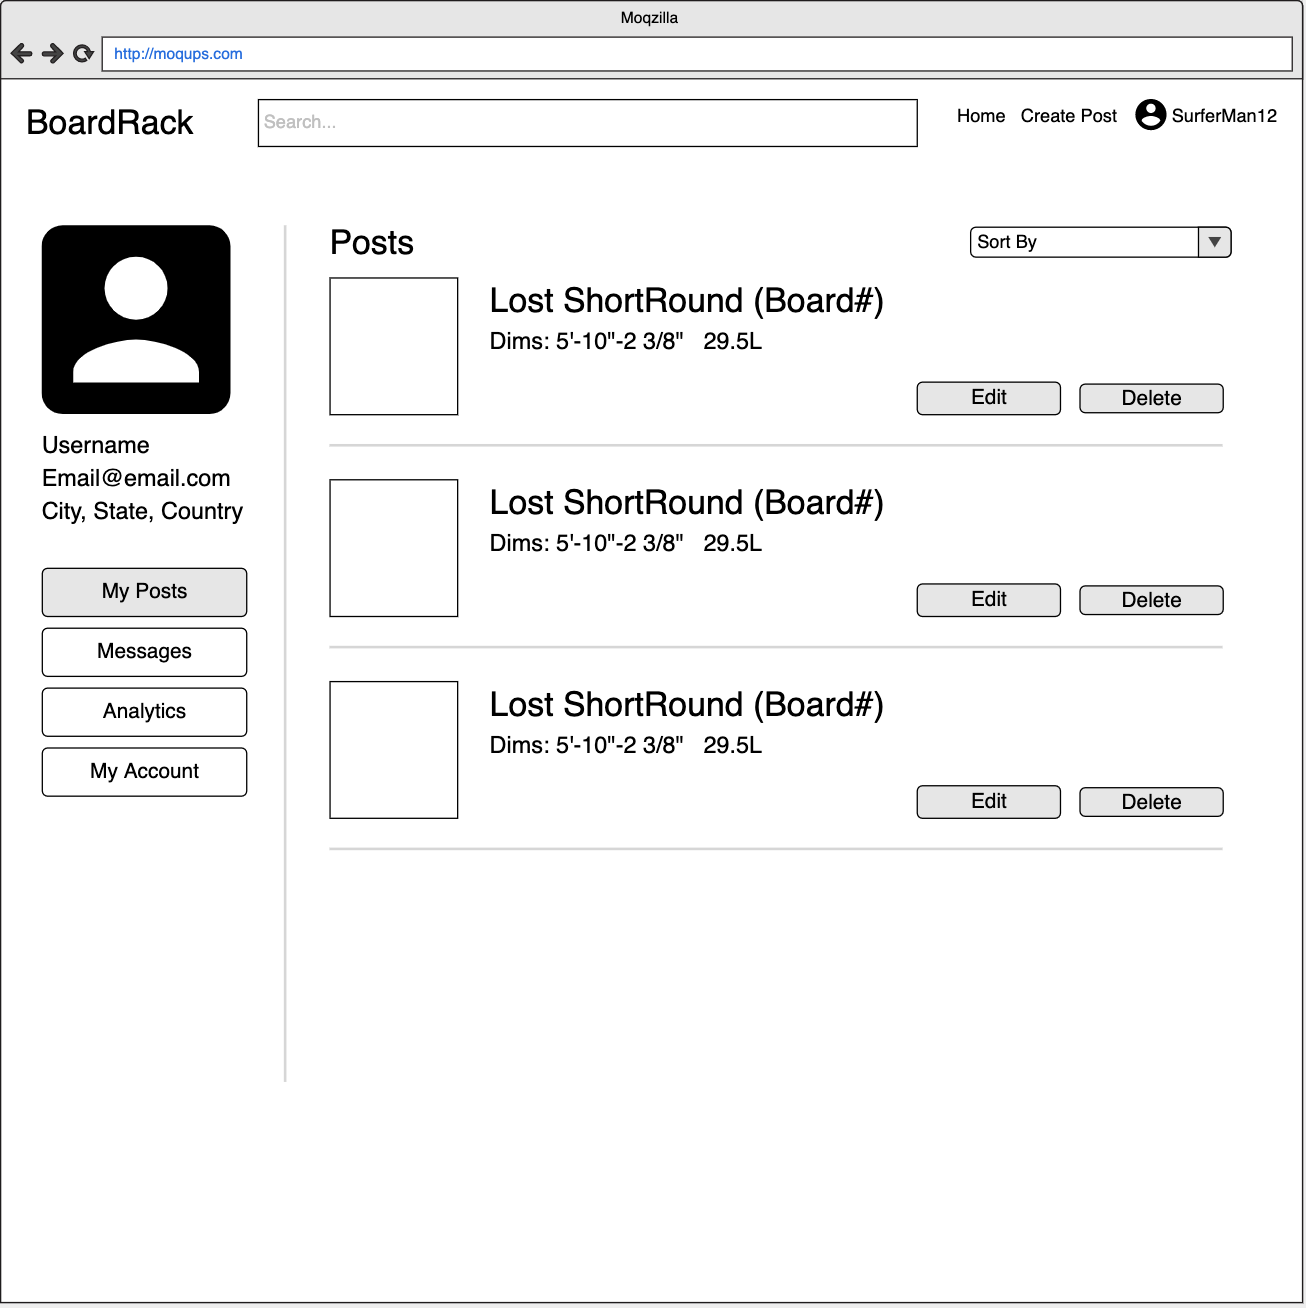 Moqzilla
http://moqups.com
BoardRack
Search...
Home Create Post SurferMan12
Username
Email@email.com
City, State, Country
My Posts
Messages
Analytics
My Account
Posts
Sort By
Lost ShortRound (Board#)
Dims: 5'-10"-2 3/8" 29.5L
Edit Delete
Lost ShortRound (Board#)
Dims: 5'-10"-2 3/8" 29.5L
Edit Delete
Lost ShortRound (Board#)
Dims: 5'-10"-2 3/8" 29.5L
Edit Delete